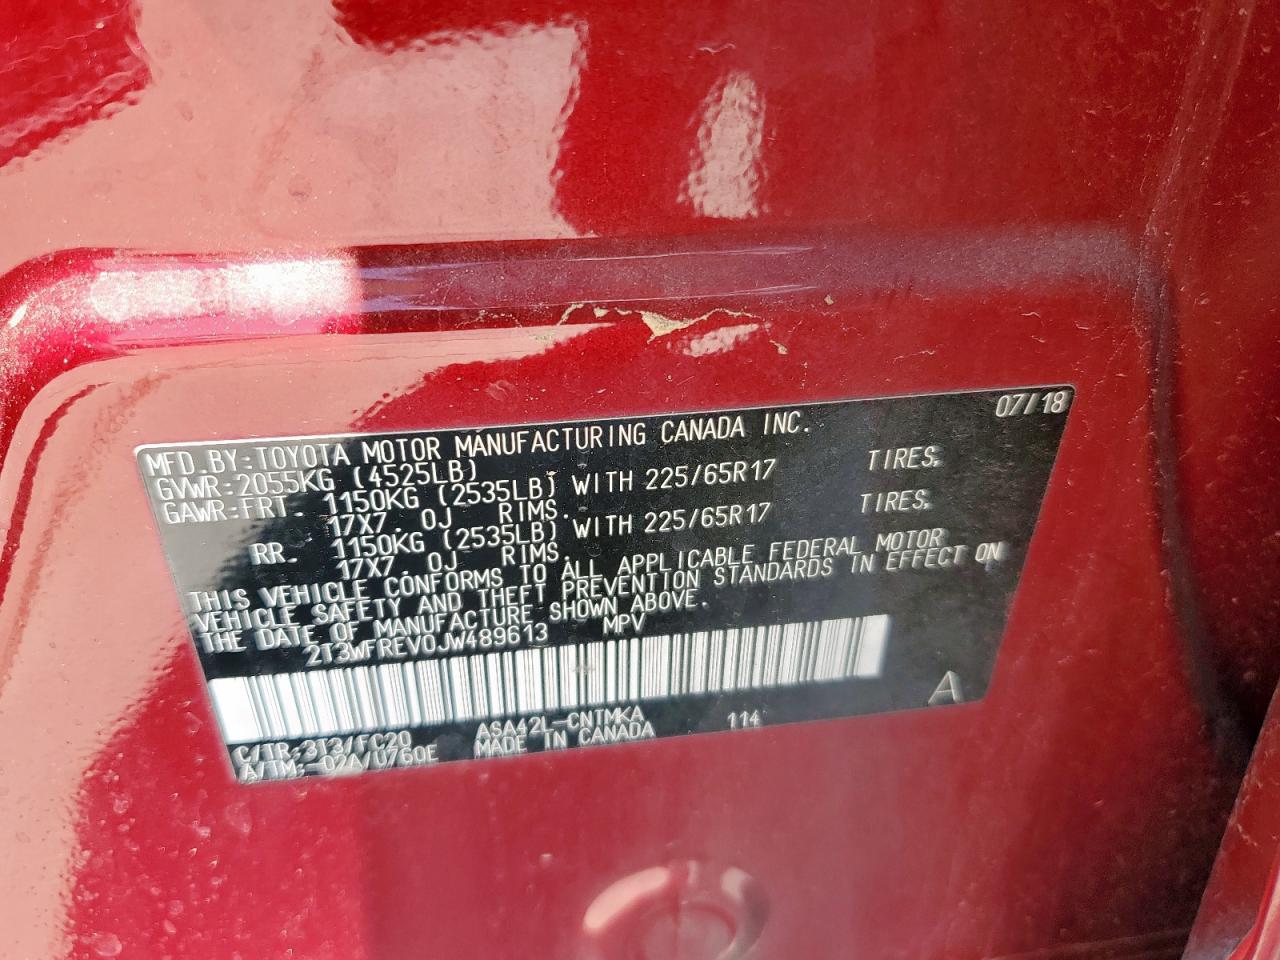 07/18
MFD.BY:TOYOTA MOTOR MANUFACTURING CANADA INC.
GVWR:2055KG (4525LB)
GAWR:FRT. 1150KG (2535LB) WITH 225/65R17 TIRES,
17X7.0J RIMS.
RR. 1150KG (2535LB) WITH 225/65R17 TIRES,
17X7.0J RIMS.
THIS VEHICLE CONFORMS TO ALL APPLICABLE FEDERAL MOTOR
VEHICLE SAFETY AND THEFT PREVENTION STANDARDS IN EFFECT ON
THE DATE OF MANUFACTURE SHOWN ABOVE.
2T3WFREV0JW489613 MPV
A
C/TR:3T3/FC20 ASA42L-CNTMKA 114
A/TM:-02A/U760E MADE IN CANADA